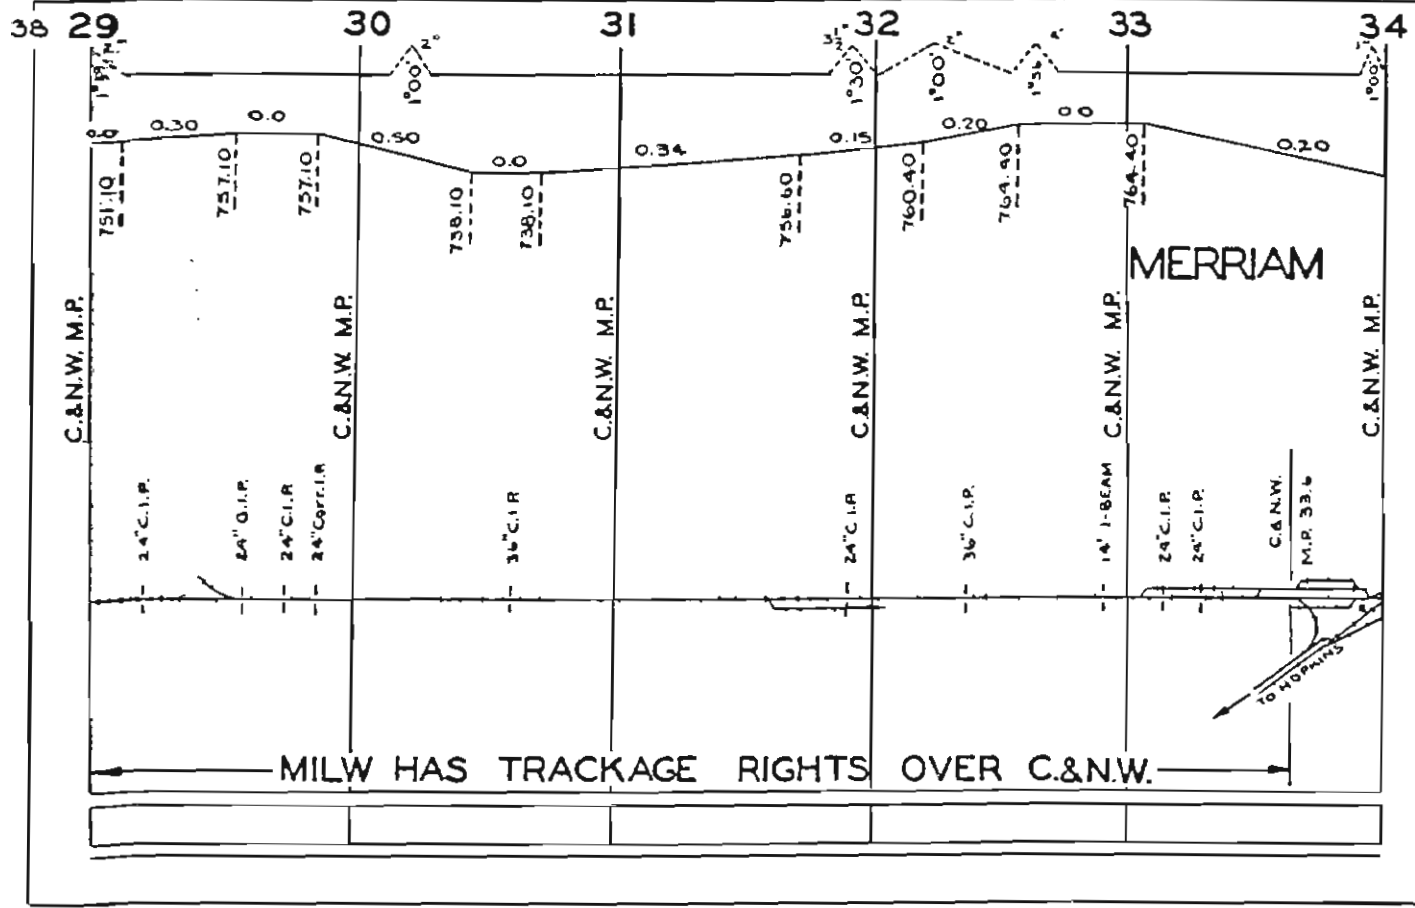 38 29 30 31 32 33 34
2° 3½° 2° 4°
1°00' 1°30' 1°00' 1°36' 1°00'
0.0 0.30 0.0 0.50 0.0 0.34 0.15 0.20 0.0 0.20
751.10 757.10 757.10 738.10 738.10 756.60 760.40 764.40 764.40
MERRIAM
C.&N.W. M.P. C.&N.W. M.P. C.&N.W. M.P. C.&N.W. M.P. C.&N.W. M.P. C.&N.W. M.P.
24" C.I.P. 24" C.I.P. 24" Corr.I.P. 36" C.I.P. 24" C.I.P. 36" C.I.P. 14' I-BEAM 24" C.I.P. 24" C.I.P. C.&N.W.
M.P. 33.6
TO HOPKINS
MILW HAS TRACKAGE RIGHTS OVER C.&N.W.